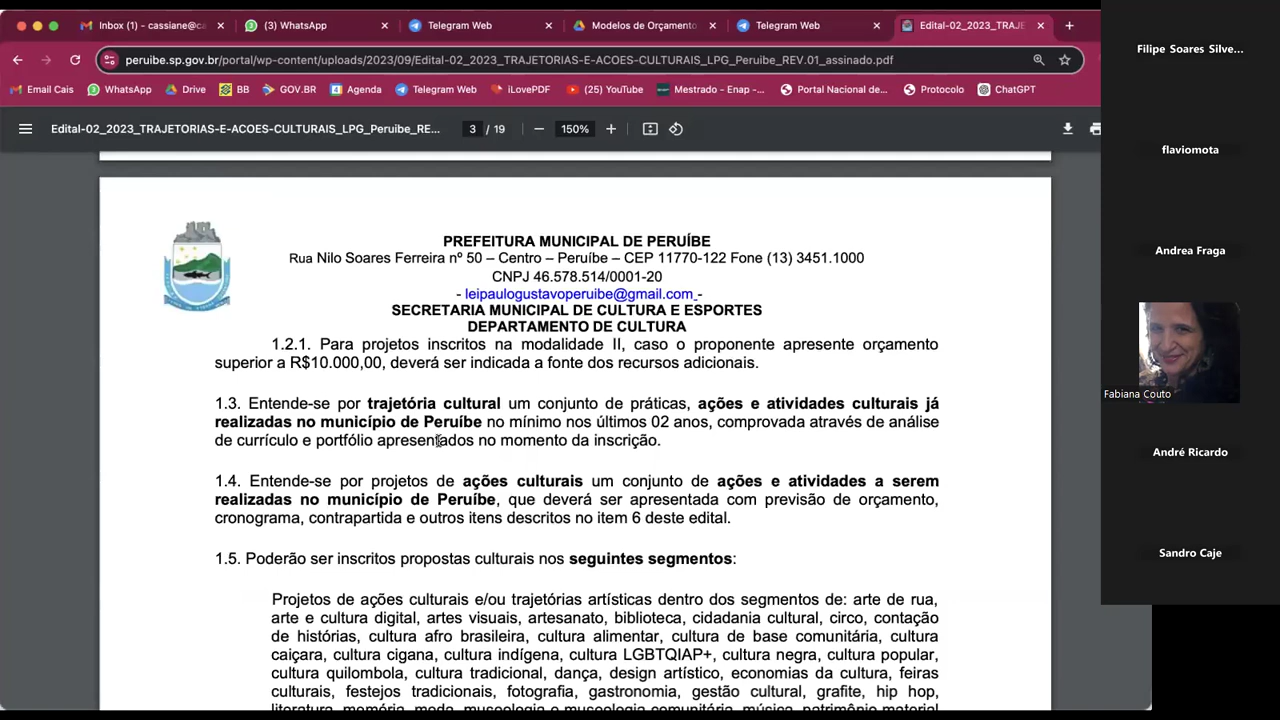 Inbox (1) - cassiane@ca
(3) WhatsApp
Telegram Web
Modelos de Orçamento
Telegram Web
Edital-02_2023_TRAJE
peruibe.sp.gov.br/portal/wp-content/uploads/2023/09/Edital-02_2023_TRAJETORIAS-E-ACOES-CULTURAIS_LPG_Peruibe_REV.01_assinado.pdf
Email Cais
WhatsApp
Drive
BB
GOV.BR
Agenda
Telegram Web
iLovePDF
(25) YouTube
Mestrado - Enap -...
Portal Nacional de...
Protocolo
ChatGPT
Edital-02_2023_TRAJETORIAS-E-ACOES-CULTURAIS_LPG_Peruibe_RE...
3 / 19
150%
PREFEITURA MUNICIPAL DE PERUÍBE
Rua Nilo Soares Ferreira nº 50 – Centro – Peruíbe – CEP 11770-122 Fone (13) 3451.1000
CNPJ 46.578.514/0001-20
- leipaulogustavoperuibe@gmail.com -
SECRETARIA MUNICIPAL DE CULTURA E ESPORTES
DEPARTAMENTO DE CULTURA
1.2.1. Para projetos inscritos na modalidade II, caso o proponente apresente orçamento
superior a R$10.000,00, deverá ser indicada a fonte dos recursos adicionais.
1.3. Entende-se por trajetória cultural um conjunto de práticas, ações e atividades culturais já
realizadas no município de Peruíbe no mínimo nos últimos 02 anos, comprovada através de análise
de currículo e portfólio apresentados no momento da inscrição.
1.4. Entende-se por projetos de ações culturais um conjunto de ações e atividades a serem
realizadas no município de Peruíbe, que deverá ser apresentada com previsão de orçamento,
cronograma, contrapartida e outros itens descritos no item 6 deste edital.
1.5. Poderão ser inscritos propostas culturais nos seguintes segmentos:
Projetos de ações culturais e/ou trajetórias artísticas dentro dos segmentos de: arte de rua,
arte e cultura digital, artes visuais, artesanato, biblioteca, cidadania cultural, circo, contação
de histórias, cultura afro brasileira, cultura alimentar, cultura de base comunitária, cultura
caiçara, cultura cigana, cultura indígena, cultura LGBTQIAP+, cultura negra, cultura popular,
cultura quilombola, cultura tradicional, dança, design artístico, economias da cultura, feiras
culturais, festejos tradicionais, fotografia, gastronomia, gestão cultural, grafite, hip hop,
literatura, memória, moda, museologia e museologia comunitária, música, patrimônio material
Filipe Soares Silve...
flaviomota
Andrea Fraga
Fabiana Couto
André Ricardo
Sandro Caje